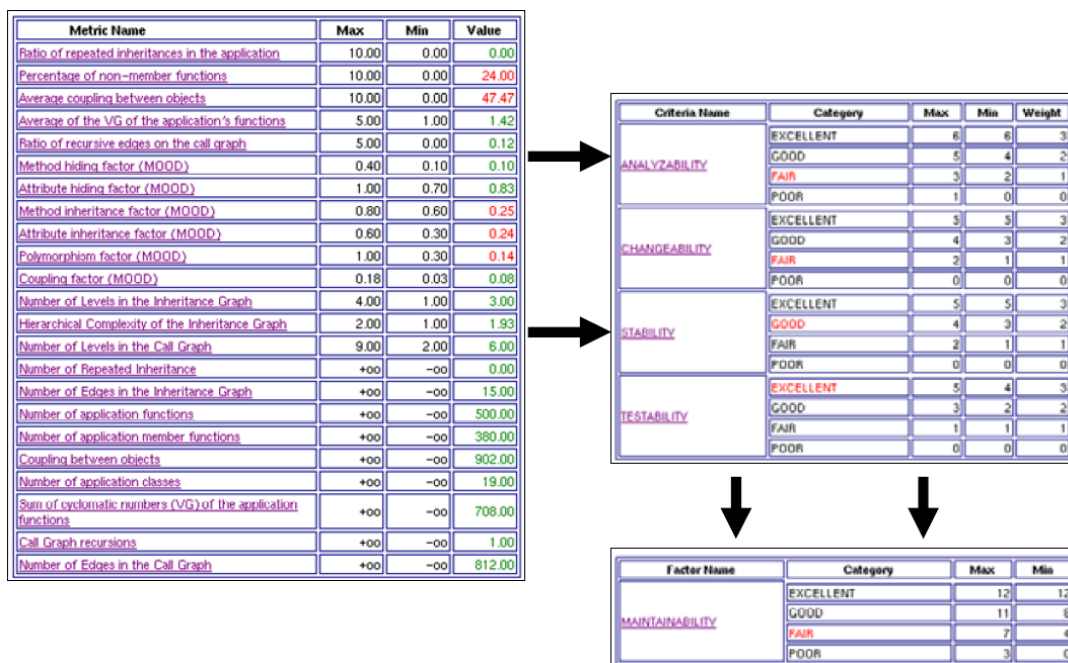 Metric Name Max Min Value
Ratio of repeated inheritances in the application 10.00 0.00 0.00
Percentage of non-member functions 10.00 0.00 24.00
Average coupling between objects 10.00 0.00 47.47
Average of the VG of the application's functions 5.00 1.00 1.42
Ratio of recursive edges on the call graph 5.00 0.00 0.12
Method hiding factor (MOOD) 0.40 0.10 0.10
Attribute hiding factor (MOOD) 1.00 0.70 0.83
Method inheritance factor (MOOD) 0.80 0.60 0.25
Attribute inheritance factor (MOOD) 0.60 0.30 0.24
Polymorphism factor (MOOD) 1.00 0.30 0.14
Coupling factor (MOOD) 0.18 0.03 0.08
Number of Levels in the Inheritance Graph 4.00 1.00 3.00
Hierarchical Complexity of the Inheritance Graph 2.00 1.00 1.93
Number of Levels in the Call Graph 9.00 2.00 6.00
Number of Repeated Inheritance +oo -oo 0.00
Number of Edges in the Inheritance Graph +oo -oo 15.00
Number of application functions +oo -oo 500.00
Number of application member functions +oo -oo 380.00
Coupling between objects +oo -oo 902.00
Number of application classes +oo -oo 19.00
Sum of cyclomatic numbers (VG) of the application
functions +oo -oo 708.00
Call Graph recursions +oo -oo 1.00
Number of Edges in the Call Graph +oo -oo 812.00
Criteria Name Category Max Min Weight
ANALYZABILITY
EXCELLENT 6 6 3
GOOD 5 4 2
FAIR 3 2 1
POOR 1 0 0
CHANGEABILITY
EXCELLENT 5 5 3
GOOD 4 3 2
FAIR 2 1 1
POOR 0 0 0
STABILITY
EXCELLENT 5 5 3
GOOD 4 3 2
FAIR 2 1 1
POOR 0 0 0
TESTABILITY
EXCELLENT 5 4 3
GOOD 3 2 2
FAIR 1 1 1
POOR 0 0 0
Factor Name Category Max Min
MAINTAINABILITY
EXCELLENT 12 12
GOOD 11 8
FAIR 7 4
POOR 3 0